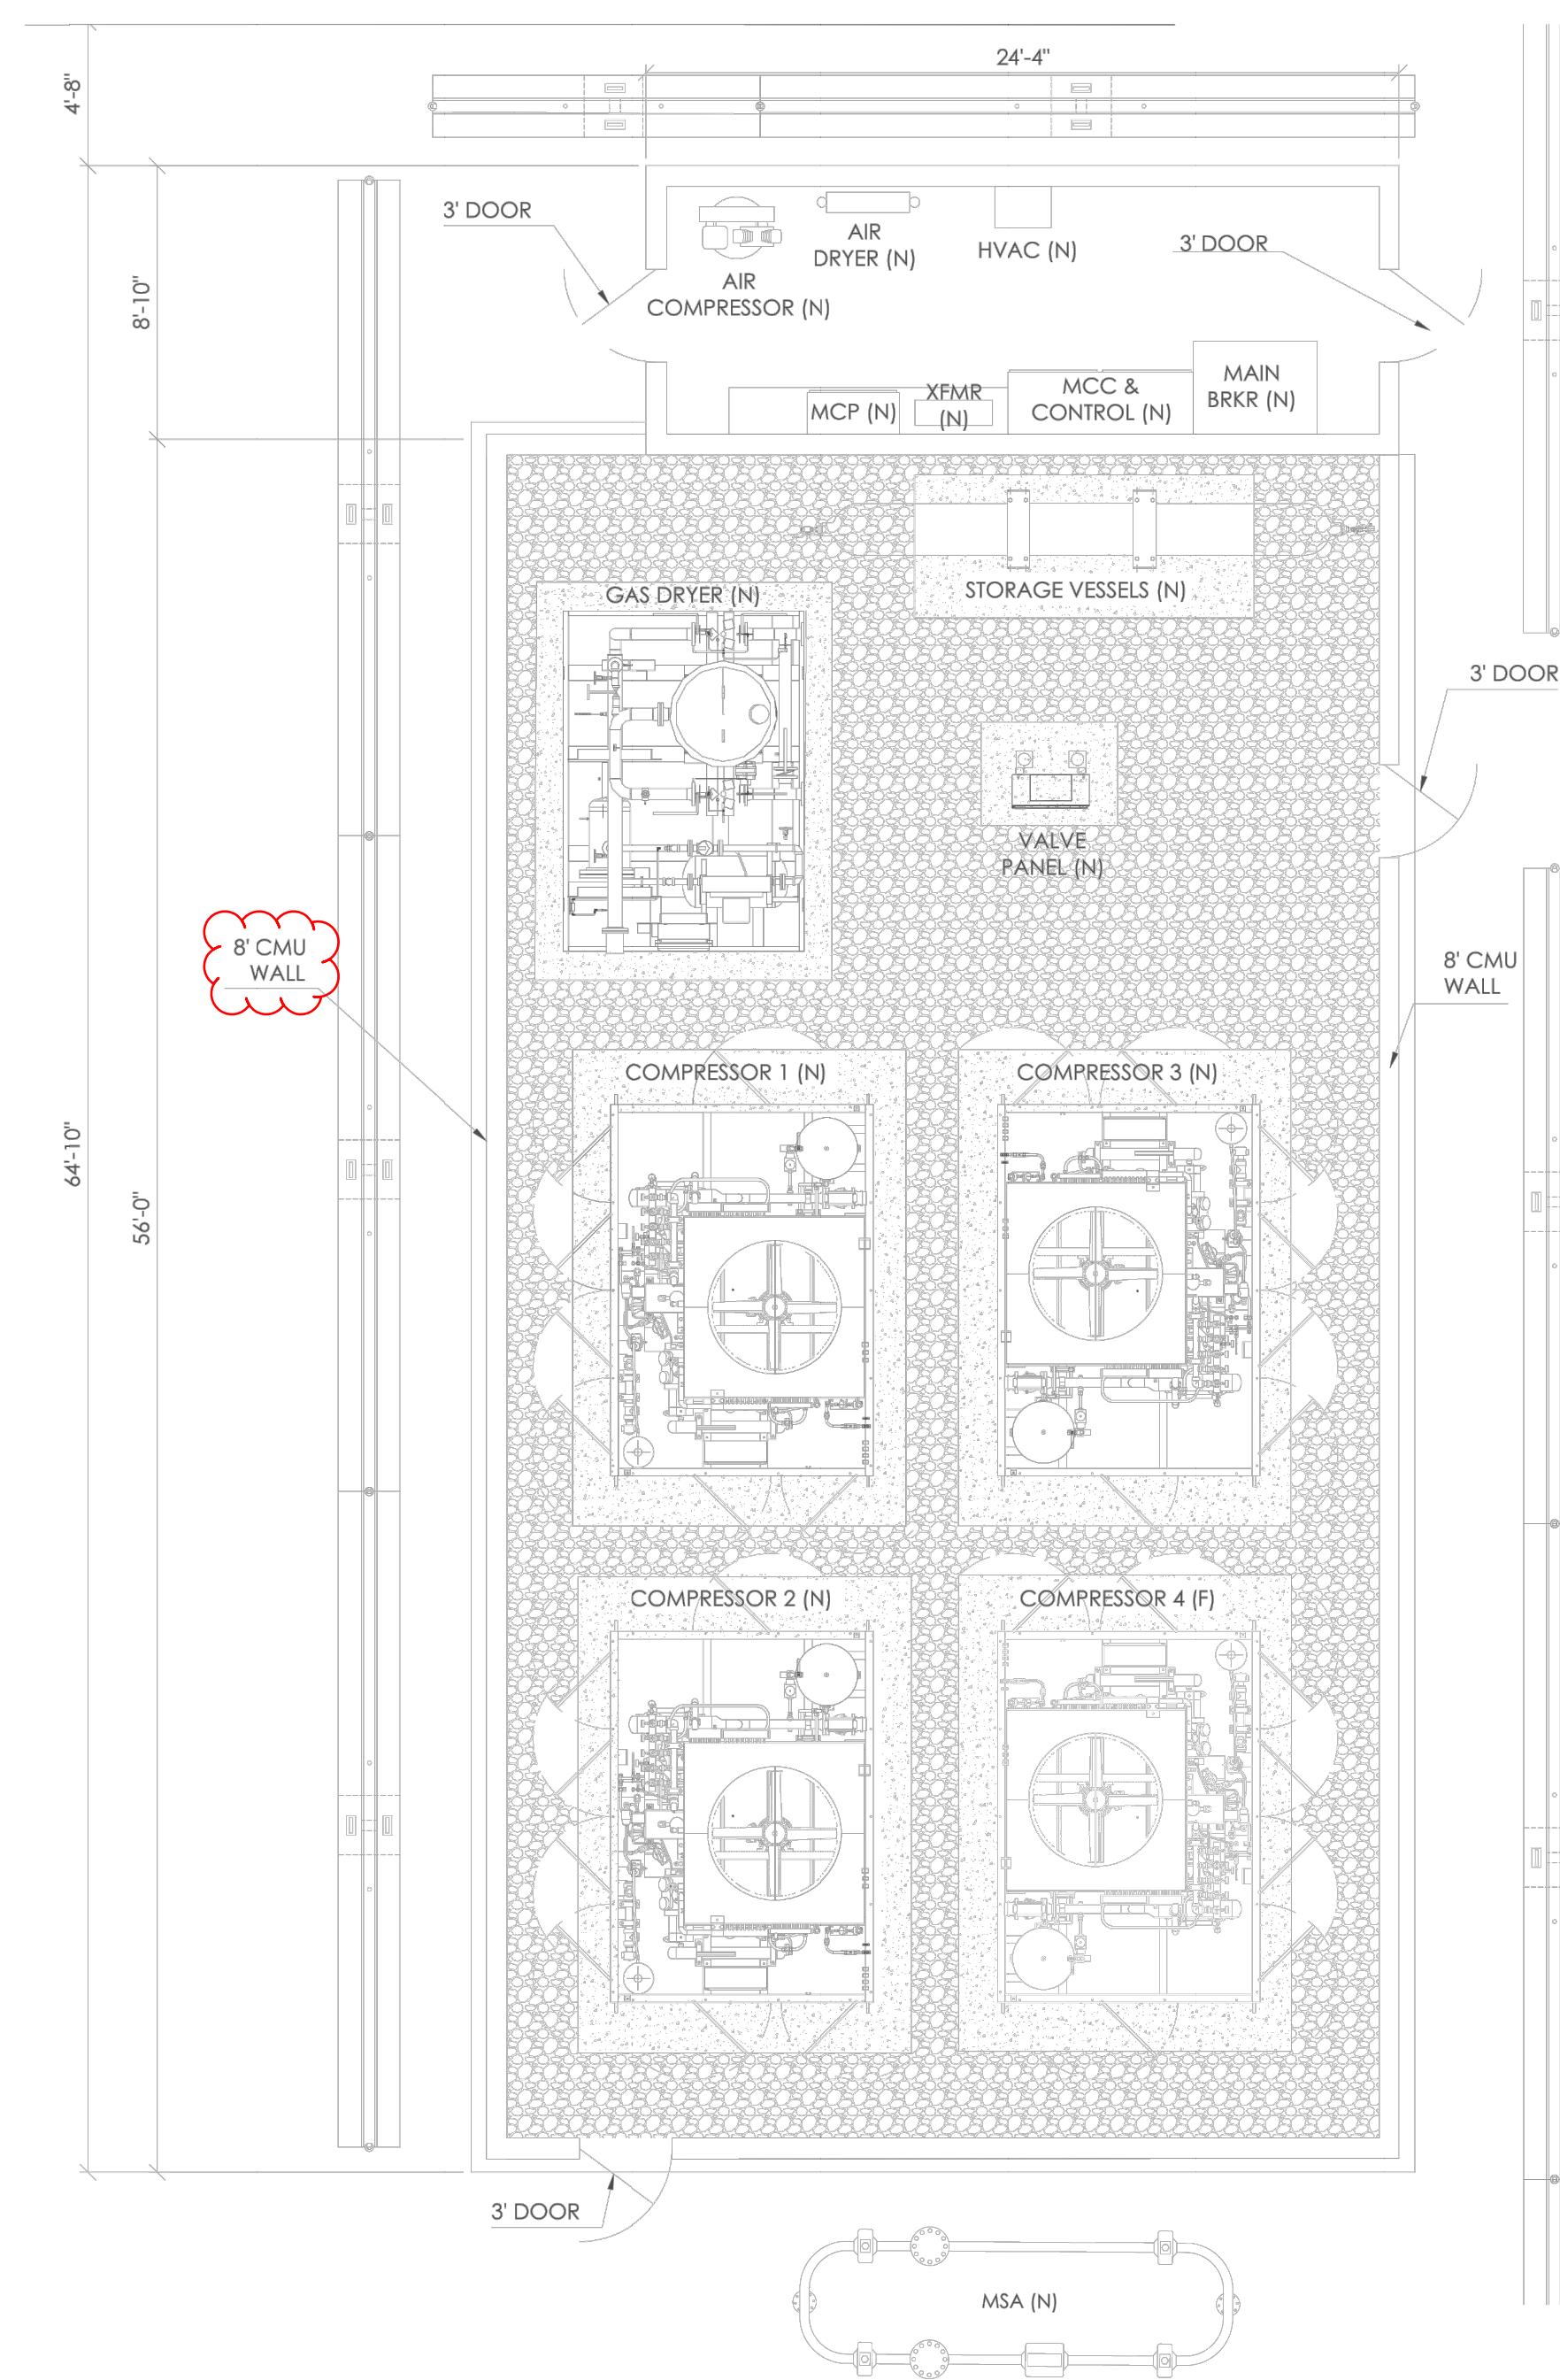 24'-4"
4'-8"
3' DOOR
AIR
DRYER (N)
HVAC (N)
3' DOOR
AIR
COMPRESSOR (N)
8'-10"
MCP (N)
XFMR
(N)
MCC &
CONTROL (N)
MAIN
BRKR (N)
GAS DRYER (N)
STORAGE VESSELS (N)
3' DOOR
VALVE
PANEL (N)
8' CMU
WALL
8' CMU
WALL
COMPRESSOR 1 (N)
COMPRESSOR 3 (N)
64'-10"
56'-0"
COMPRESSOR 2 (N)
COMPRESSOR 4 (F)
3' DOOR
MSA (N)